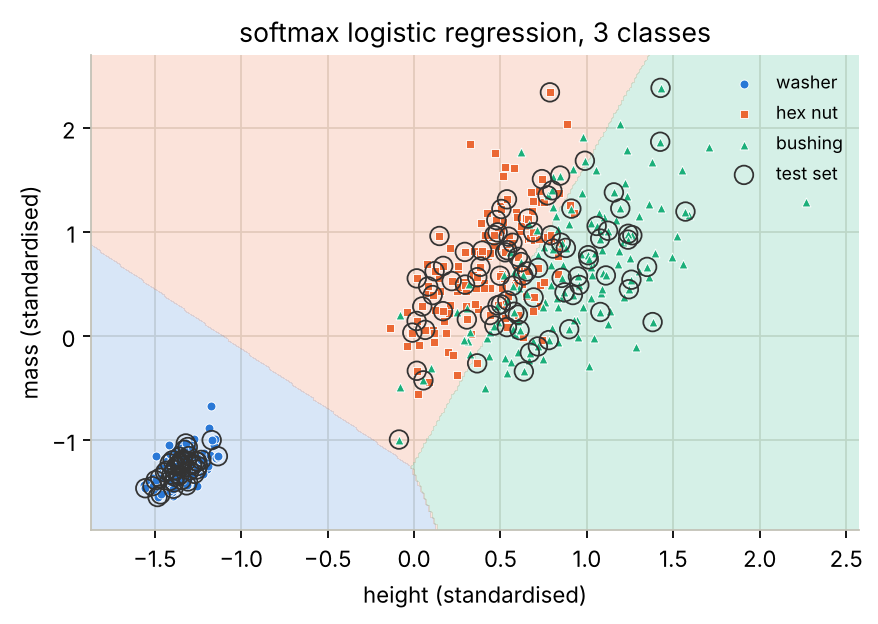 softmax logistic regression, 3 classes
washer
hex nut
bushing
test set
2
1
0
−1
mass (standardised)
−1.5 −1.0 −0.5 0.0 0.5 1.0 1.5 2.0 2.5
height (standardised)